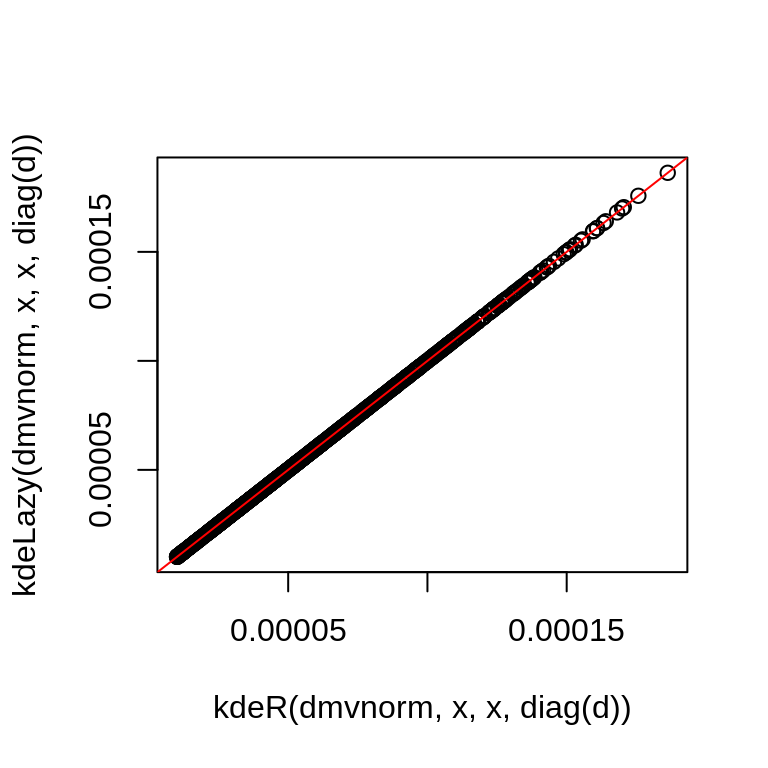 kdeLazy(dmvnorm, x, x, diag(d))
0.00015
0.00005
0.00005
0.00015
kdeR(dmvnorm, x, x, diag(d))